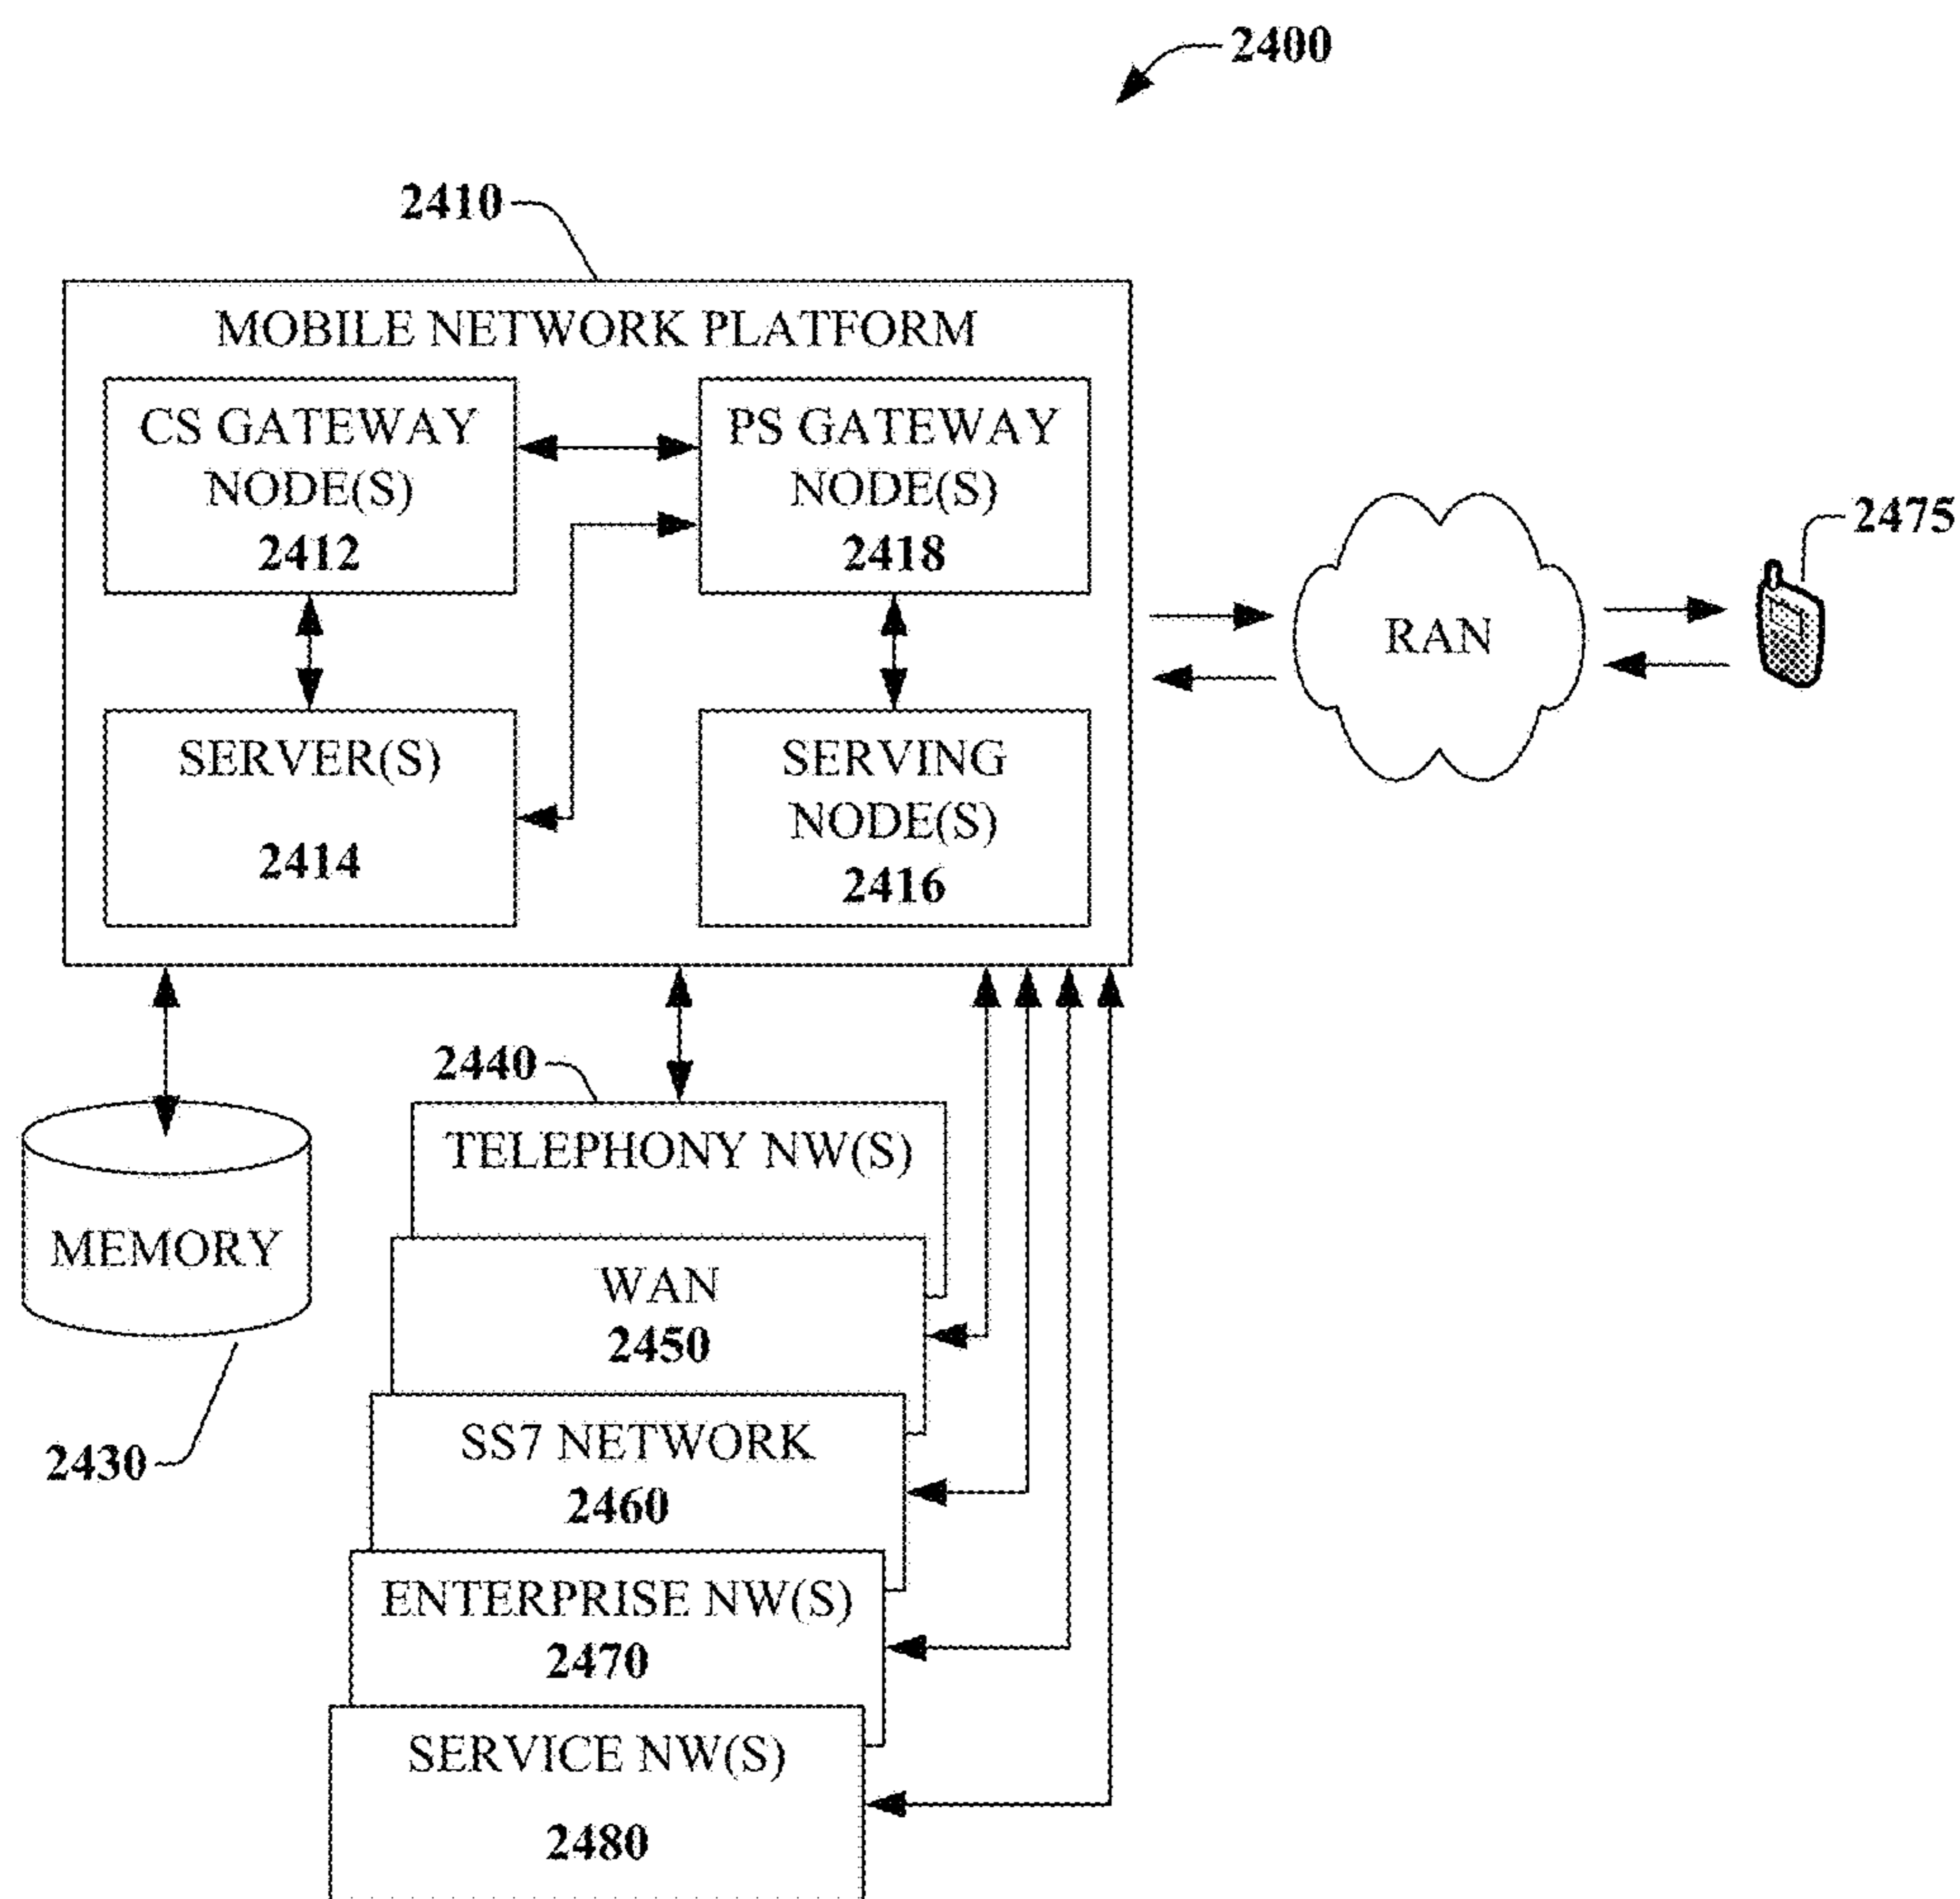 2400
2410
MOBILE NETWORK PLATFORM
CS GATEWAY
NODE(S)
2412
PS GATEWAY
NODE(S)
2418
SERVER(S)
2414
SERVING
NODE(S)
2416
RAN
2475
2440
TELEPHONY NW(S)
MEMORY
2430
WAN
2450
SS7 NETWORK
2460
ENTERPRISE NW(S)
2470
SERVICE NW(S)
2480